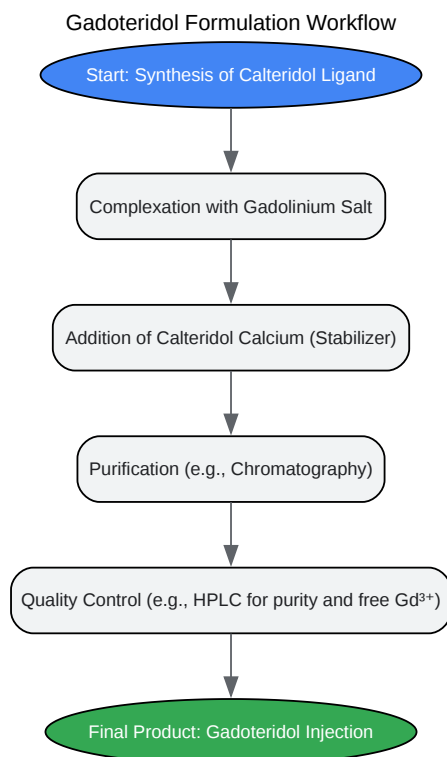 Gadoteridol Formulation Workflow
Start: Synthesis of Calteridol Ligand
Complexation with Gadolinium Salt
Addition of Calteridol Calcium (Stabilizer)
Purification (e.g., Chromatography)
Quality Control (e.g., HPLC for purity and free Gd³⁺)
Final Product: Gadoteridol Injection